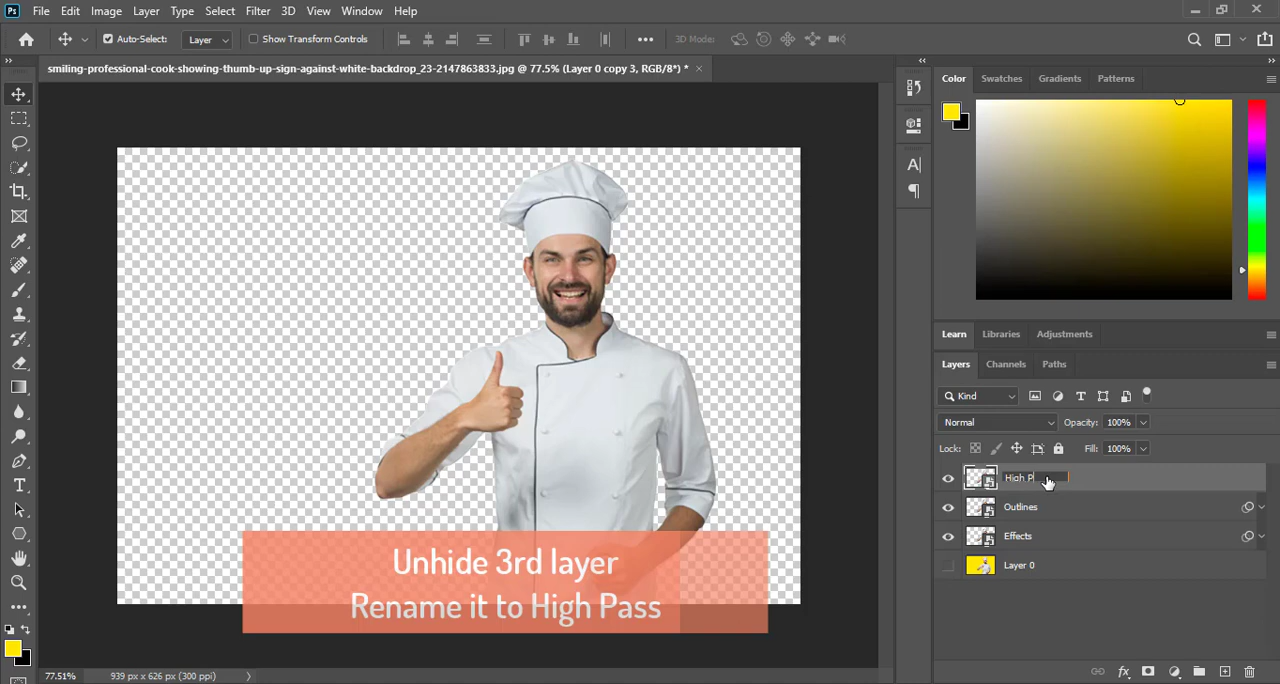 Ps File Edit Image Layer Type Select Filter 3D View Window Help
Auto-Select: Layer Show Transform Controls 3D Mode:
smiling-professional-cook-showing-thumb-up-sign-against-white-backdrop_23-2147863833.jpg @ 77.5% (Layer 0 copy 3, RGB/8*) *
Color Swatches Gradients Patterns
Learn Libraries Adjustments
Layers Channels Paths
Kind
Normal Opacity: 100%
Lock: Fill: 100%
High P
Outlines
Effects
Layer 0
Unhide 3rd layer
Rename it to High Pass
77.51% 939 px x 626 px (300 ppi)
fx